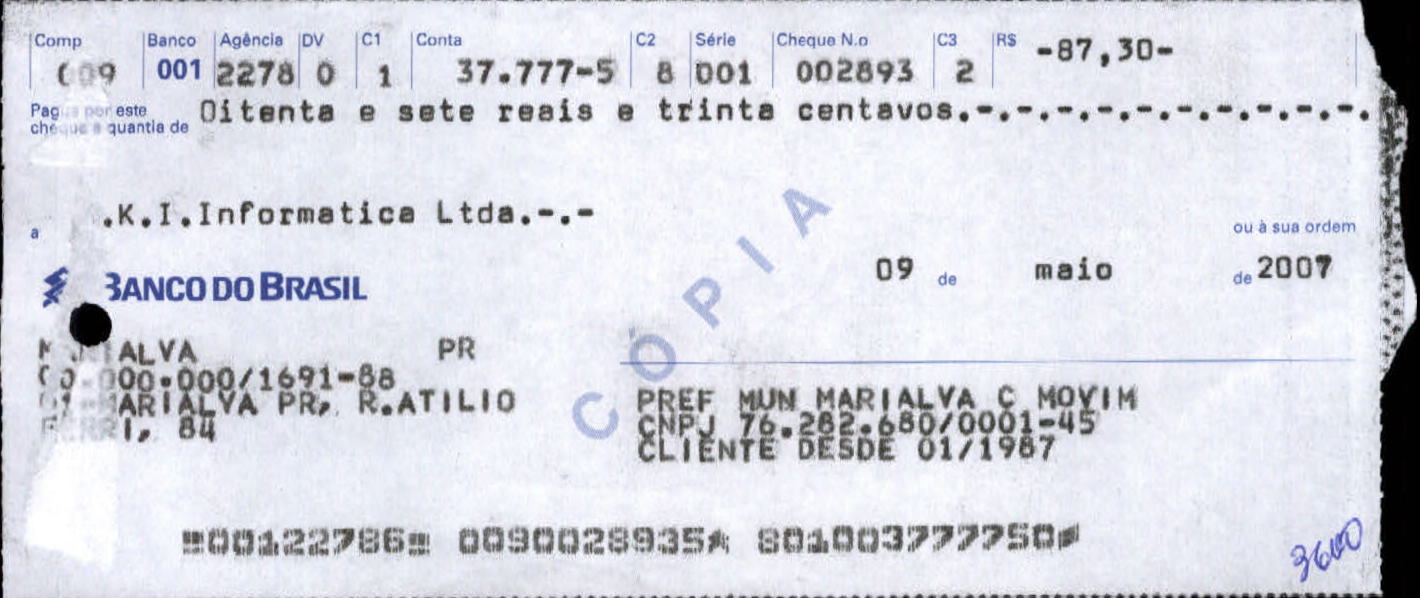 Comp Banco Agência DV C1 Conta C2 Série Cheque N.o C3 R$ -87,30-
009 001 2278 0 1 37.777-5 8 001 002893 2
Pague por este Oitenta e sete reais e trinta centavos.-.-.-.-.-.-.-.-.-.
cheque a quantia de
a .K.I.Informatica Ltda.-.-
ou à sua ordem
09 de maio de 2007
BANCO DO BRASIL
CÓPIA
PR
000.000/1691-88
MARIALVA PR, R.ATILIO
84
PREF MUN MARIALVA C MOVIM
CNPJ 76.282.680/0001-45
CLIENTE DESDE 01/1987
00122786 0090028935 801003777750
3600